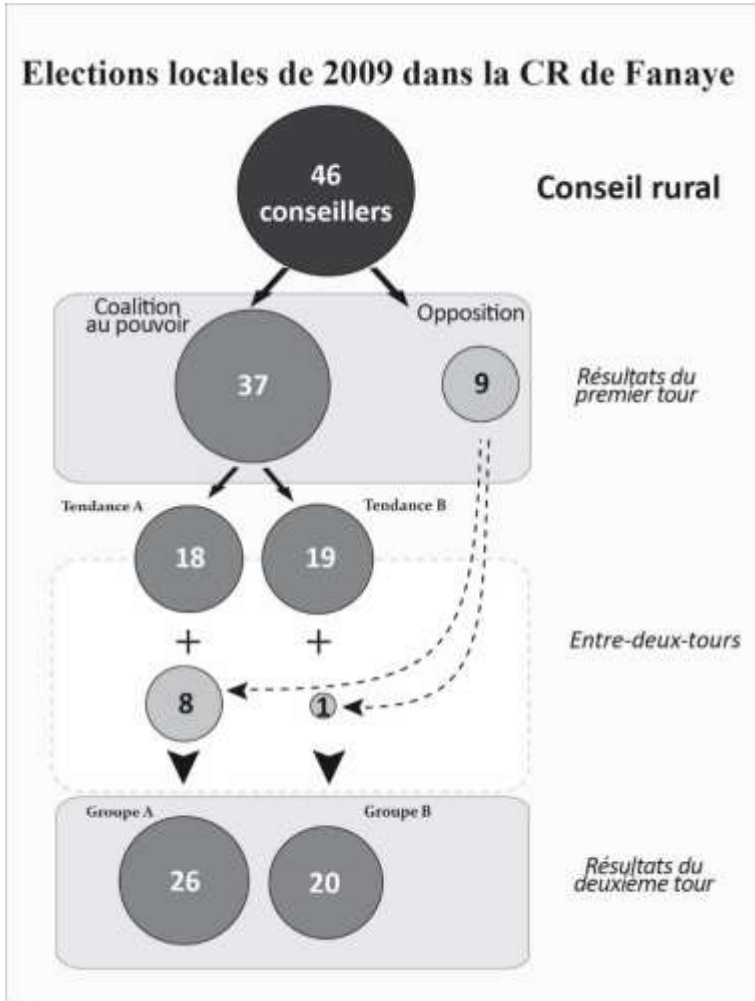 Elections locales de 2009 dans la CR de Fanaye
46
conseillers
Conseil rural
Coalition
au pouvoir
Opposition
37
9
Résultats du
premier tour
Tendance A
Tendance B
18
19
+
+
Entre-deux-tours
8
1
Groupe A
Groupe B
26
20
Résultats du
deuxième tour